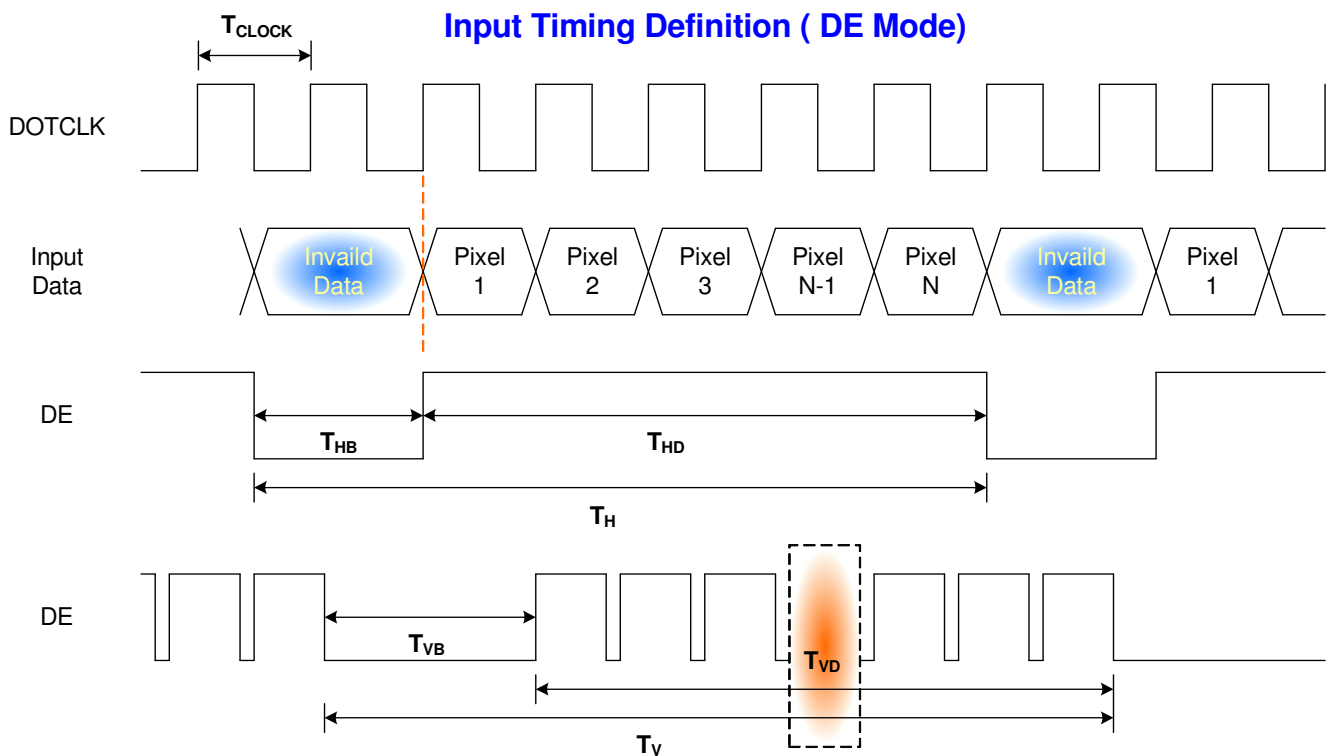 Input Timing Definition ( DE Mode)
TCLOCK
DOTCLK
Input
Data
Invaild
Data
Pixel
1
Pixel
2
Pixel
3
Pixel
N-1
Pixel
N
Invaild
Data
Pixel
1
DE
THB
THD
TH
DE
TVB
TVD
TV